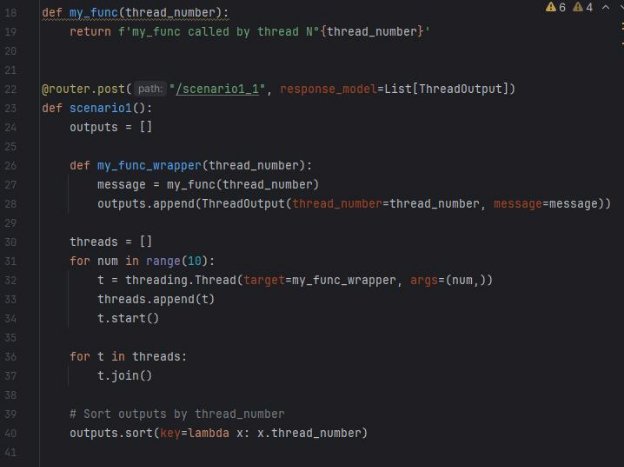 18 def my_func(thread_number): 6 4
19 return f'my_func called by thread N°{thread_number}'
20
21
22 @router.post( path: "/scenario1_1", response_model=List[ThreadOutput])
23 def scenario1():
24 outputs = []
25
26 def my_func_wrapper(thread_number):
27 message = my_func(thread_number)
28 outputs.append(ThreadOutput(thread_number=thread_number, message=message))
29
30 threads = []
31 for num in range(10):
32 t = threading.Thread(target=my_func_wrapper, args=(num,))
33 threads.append(t)
34 t.start()
35
36 for t in threads:
37 t.join()
38
39 # Sort outputs by thread_number
40 outputs.sort(key=lambda x: x.thread_number)
41